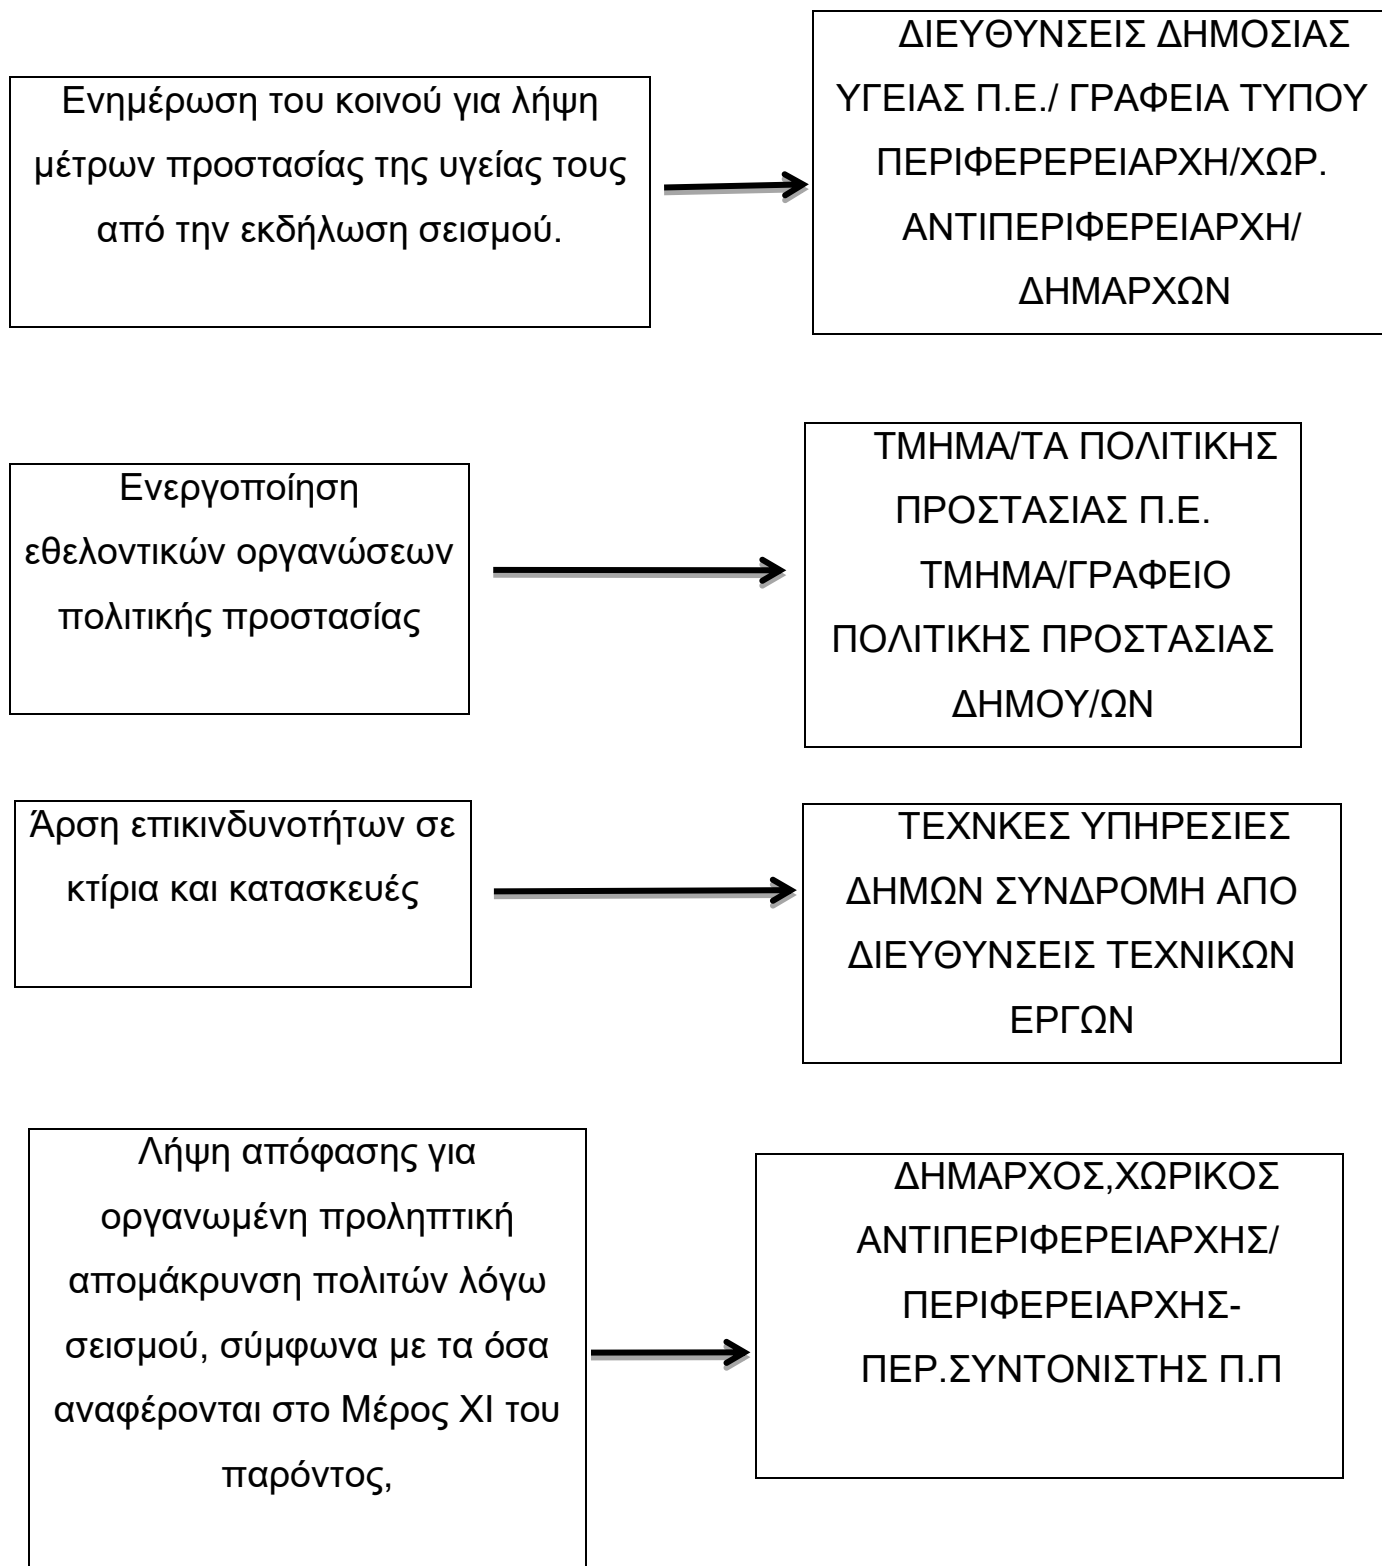 Ενημέρωση του κοινού για λήψη
μέτρων προστασίας της υγείας τους
από την εκδήλωση σεισμού.
ΔΙΕΥΘΥΝΣΕΙΣ ΔΗΜΟΣΙΑΣ
ΥΓΕΙΑΣ Π.Ε./ ΓΡΑΦΕΙΑ ΤΥΠΟΥ
ΠΕΡΙΦΕΡΕΡΕΙΑΡΧΗ/ΧΩΡ.
ΑΝΤΙΠΕΡΙΦΕΡΕΙΑΡΧΗ/
ΔΗΜΑΡΧΩΝ
Ενεργοποίηση
εθελοντικών οργανώσεων
πολιτικής προστασίας
ΤΜΗΜΑ/ΤΑ ΠΟΛΙΤΙΚΗΣ
ΠΡΟΣΤΑΣΙΑΣ Π.Ε.
ΤΜΗΜΑ/ΓΡΑΦΕΙΟ
ΠΟΛΙΤΙΚΗΣ ΠΡΟΣΤΑΣΙΑΣ
ΔΗΜΟΥ/ΩΝ
Άρση επικινδυνοτήτων σε
κτίρια και κατασκευές
ΤΕΧΝΚΕΣ ΥΠΗΡΕΣΙΕΣ
ΔΗΜΩΝ ΣΥΝΔΡΟΜΗ ΑΠΟ
ΔΙΕΥΘΥΝΣΕΙΣ ΤΕΧΝΙΚΩΝ
ΕΡΓΩΝ
Λήψη απόφασης για
οργανωμένη προληπτική
απομάκρυνση πολιτών λόγω
σεισμού, σύμφωνα με τα όσα
αναφέρονται στο Μέρος ΧΙ του
παρόντος,
ΔΗΜΑΡΧΟΣ,ΧΩΡΙΚΟΣ
ΑΝΤΙΠΕΡΙΦΕΡΕΙΑΡΧΗΣ/
ΠΕΡΙΦΕΡΕΙΑΡΧΗΣ-
ΠΕΡ.ΣΥΝΤΟΝΙΣΤΗΣ Π.Π